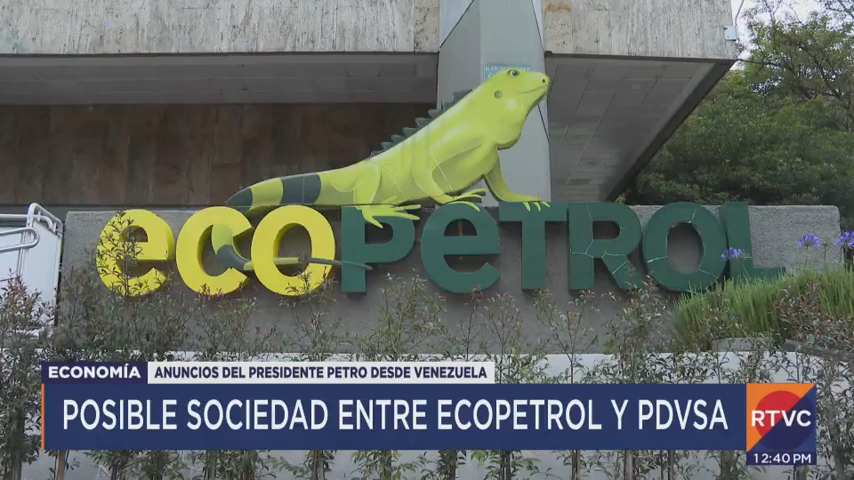 ecoPETROL
ECONOMÍA
ANUNCIOS DEL PRESIDENTE PETRO DESDE VENEZUELA
POSIBLE SOCIEDAD ENTRE ECOPETROL Y PDVSA
RTVC
12:40 PM